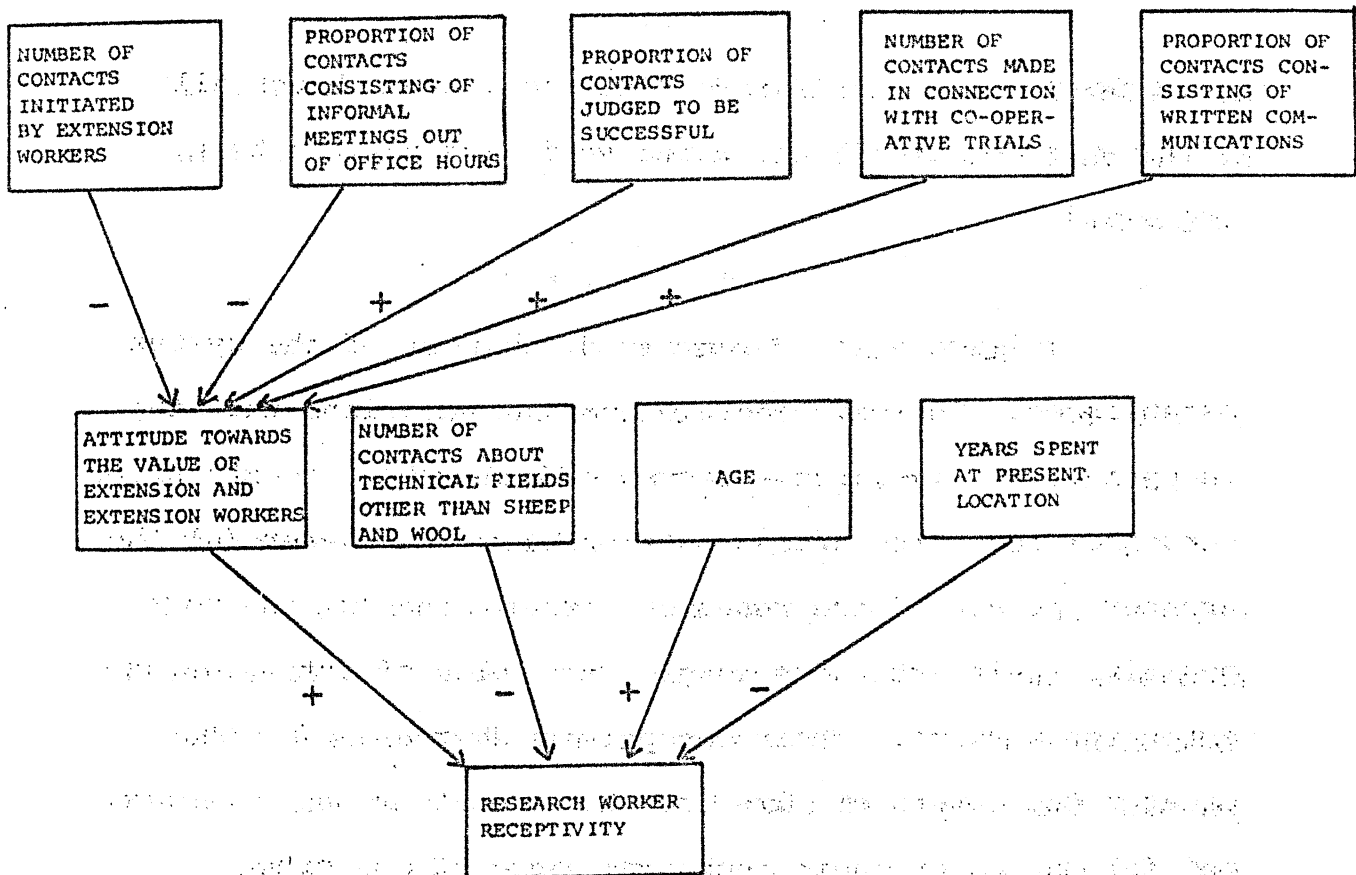 NUMBER OF
CONTACTS
INITIATED
BY EXTENSION
WORKERS
PROPORTION OF
CONTACTS
CONSISTING OF
INFORMAL
MEETINGS OUT
OF OFFICE HOURS
PROPORTION OF
CONTACTS
JUDGED TO BE
SUCCESSFUL
NUMBER OF
CONTACTS MADE
IN CONNECTION
WITH CO-OPER-
ATIVE TRIALS
PROPORTION OF
CONTACTS CON-
SISTING OF
WRITTEN COM-
MUNICATIONS
- - + + +
ATTITUDE TOWARDS
THE VALUE OF
EXTENSION AND
EXTENSION WORKERS
NUMBER OF
CONTACTS ABOUT
TECHNICAL FIELDS
OTHER THAN SHEEP
AND WOOL
AGE
YEARS SPENT
AT PRESENT
LOCATION
+ - + -
RESEARCH WORKER
RECEPTIVITY